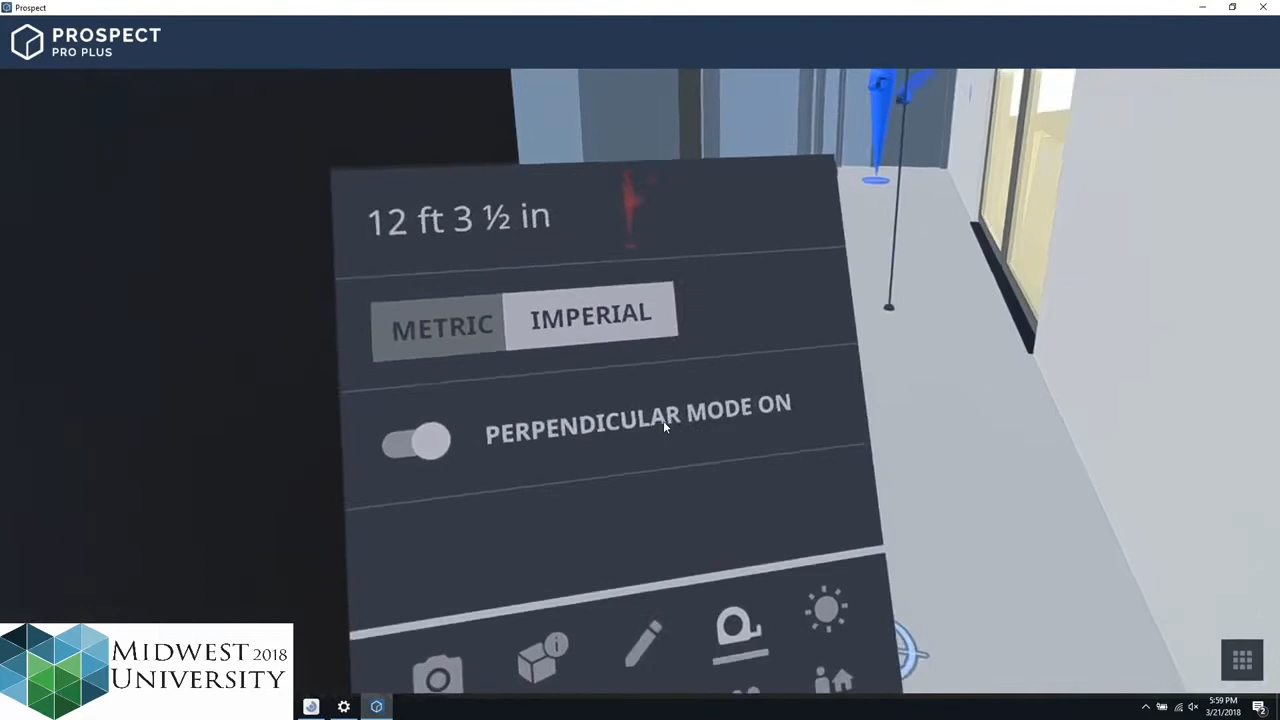 Prospect
PROSPECT
PRO PLUS
12 ft 3 ½ in
METRIC
IMPERIAL
PERPENDICULAR MODE ON
MIDWEST 2018
UNIVERSITY
5:59 PM
3/21/2018
2